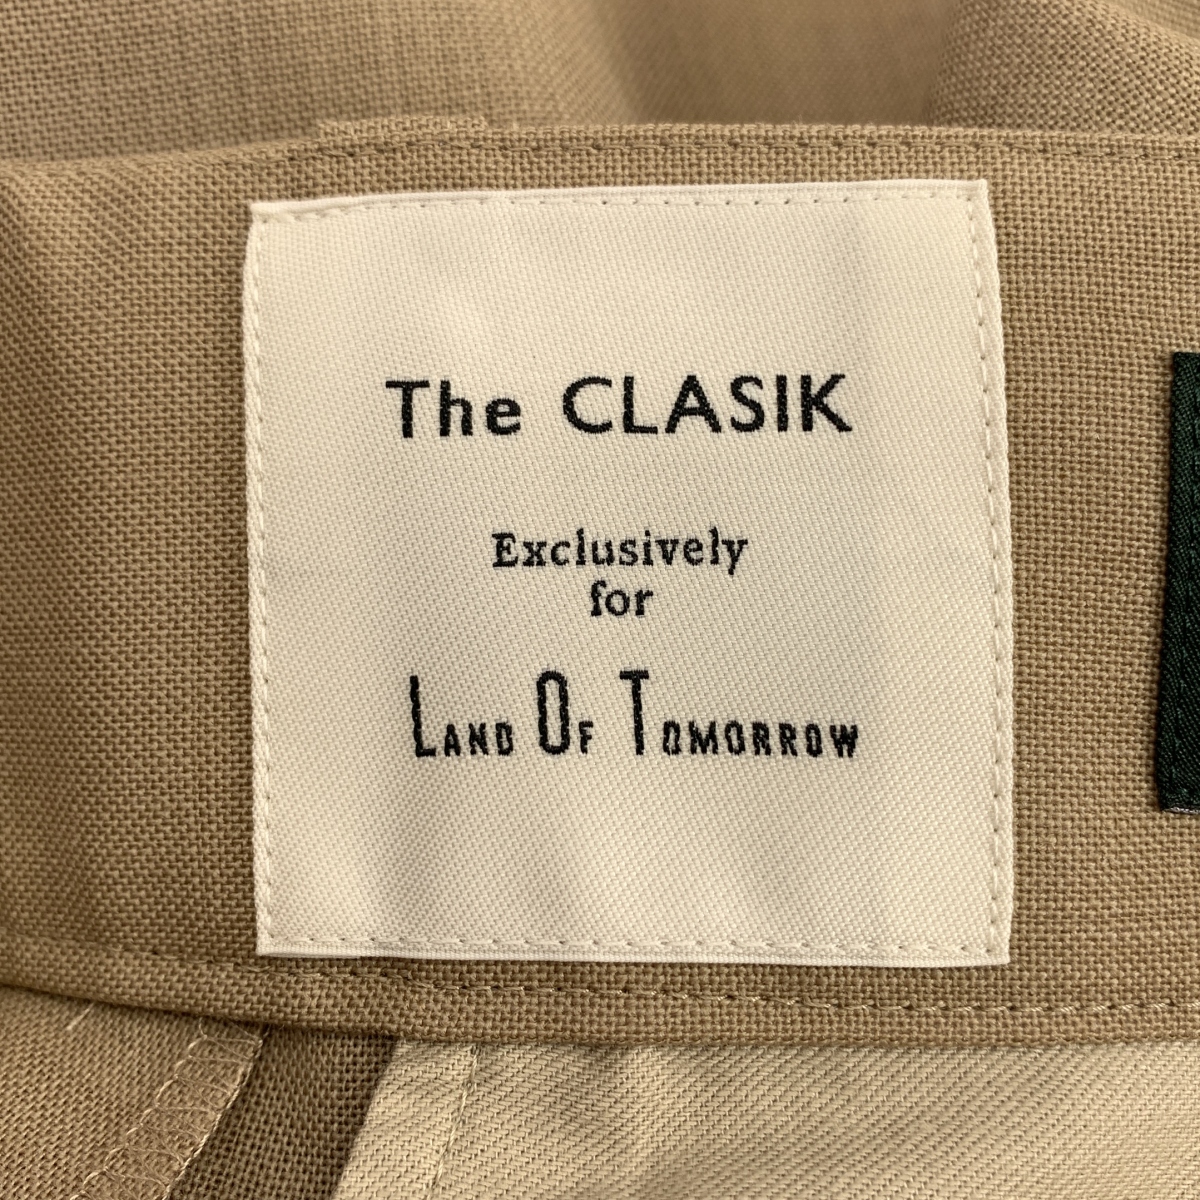 The CLASIK
Exclusively
for
LAND OF TOMORROW